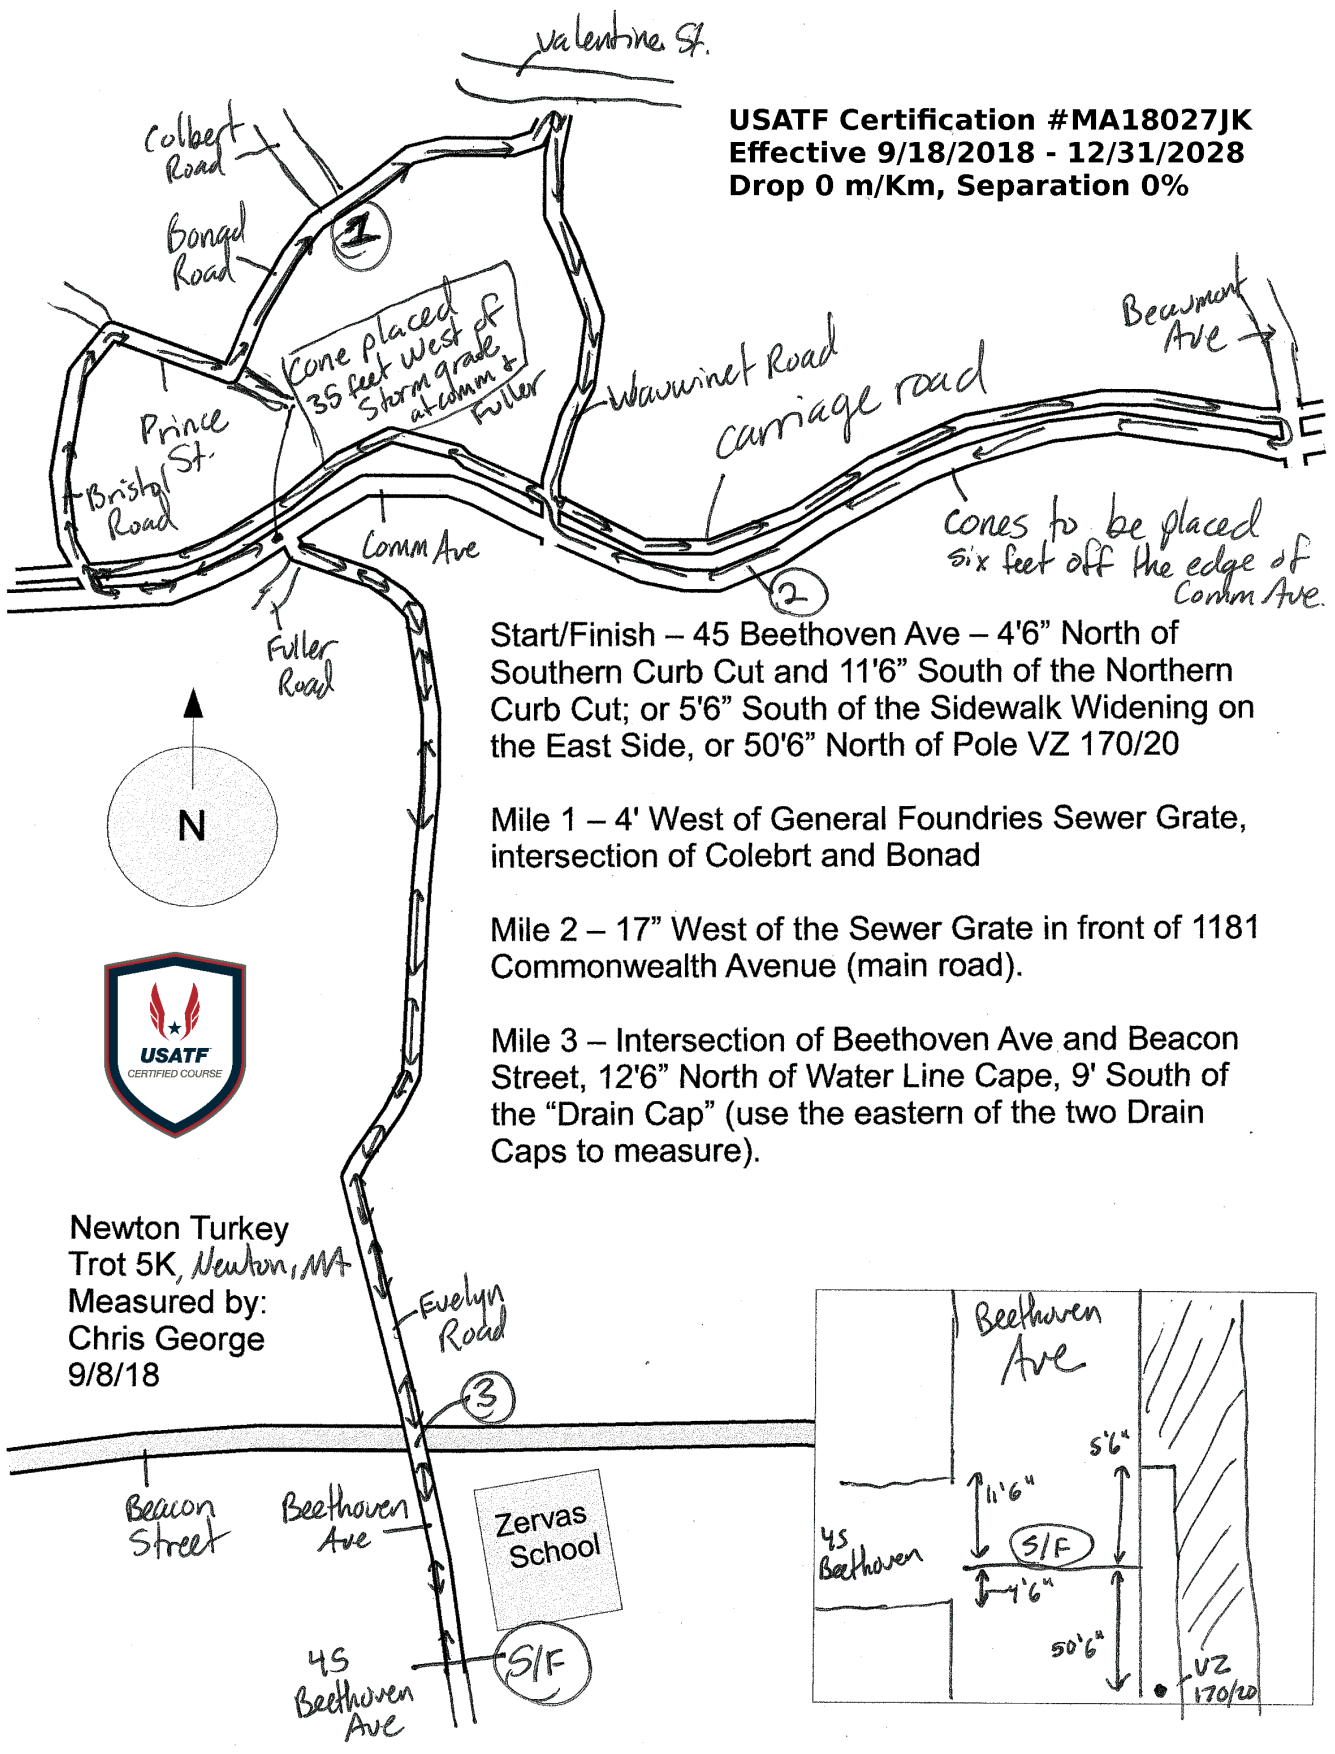 Valentine St.
USATF Certification #MA18027JK
Effective 9/18/2018 - 12/31/2028
Drop 0 m/Km, Separation 0%
Colbert
Road
1
Bonad
Road
Cone placed
35 feet West of
Storm grate
at comm +
Fuller
Beaumont
Ave
Wauwinet Road
carriage road
Prince
St.
Bristol
Road
Comm Ave
Cones to be placed
six feet off the edge of
Comm Ave.
2
Fuller
Road
Start/Finish – 45 Beethoven Ave – 4'6” North of
Southern Curb Cut and 11'6” South of the Northern
Curb Cut; or 5'6” South of the Sidewalk Widening on
the East Side, or 50'6” North of Pole VZ 170/20
N
Mile 1 – 4' West of General Foundries Sewer Grate,
intersection of Colebrt and Bonad
Mile 2 – 17” West of the Sewer Grate in front of 1181
Commonwealth Avenue (main road).
USATF
CERTIFIED COURSE
Mile 3 – Intersection of Beethoven Ave and Beacon
Street, 12'6” North of Water Line Cape, 9' South of
the “Drain Cap” (use the eastern of the two Drain
Caps to measure).
Newton Turkey
Trot 5K, Newton, MA
Measured by:
Chris George
9/8/18
Evelyn
Road
3
Beacon
Street
Beethoven
Ave
Zervas
School
45
Beethoven
Ave
S/F
Beethoven
Ave
5'6"
11'6"
45
Beethoven
S/F
4'6"
50'6"
VZ
170/20